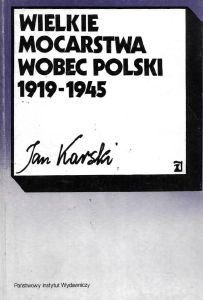 WIELKIE
MOCARSTWA
WOBEC POLSKI
1919-1945
Jan Karski
Państwowy Instytut Wydawniczy